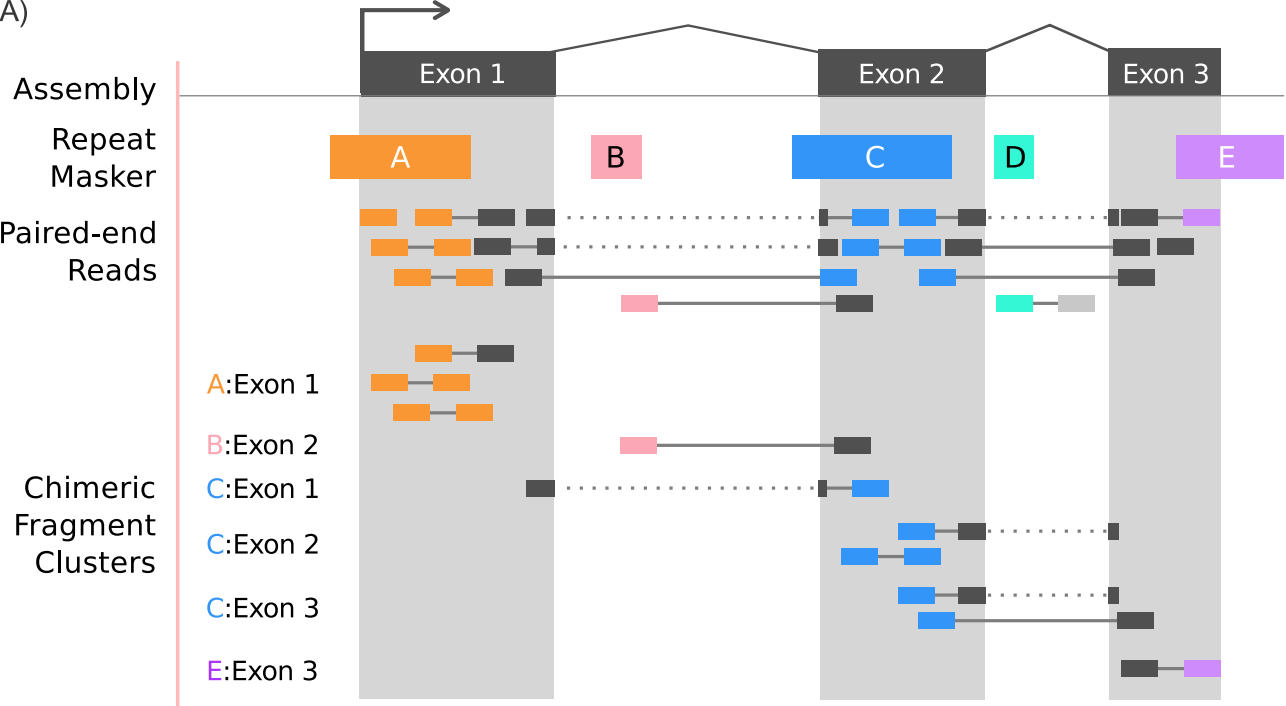 A)
Exon 1
Exon 2
Exon 3
Assembly
Repeat
Masker
A
B
C
D
E
Paired-end
Reads
A:Exon 1
B:Exon 2
Chimeric
Fragment
Clusters
C:Exon 1
C:Exon 2
C:Exon 3
E:Exon 3